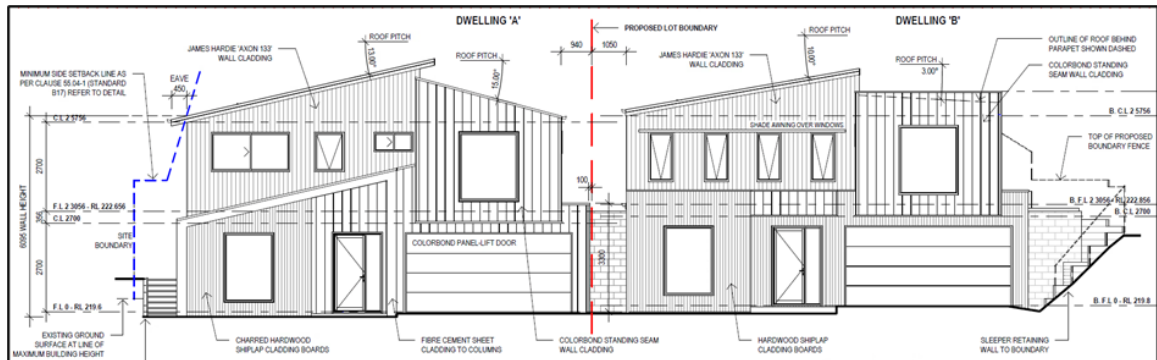 DWELLING 'A'
PROPOSED LOT BOUNDARY
DWELLING 'B'
ROOF PITCH
13.00°
JAMES HARDIE 'AXON 133'
WALL CLADDING
ROOF PITCH
15.00°
940
1050
JAMES HARDIE 'AXON 133'
WALL CLADDING
ROOF PITCH
10.00°
OUTLINE OF ROOF BEHIND
PARAPET SHOWN DASHED
ROOF PITCH
3.00°
COLORBOND STANDING
SEAM WALL CLADDING
MINIMUM SIDE SETBACK LINE AS
PER CLAUSE 55.04-1 (STANDARD
B17) REFER TO DETAIL
EAVE
450
C.L 2 5756
B. C.L 2 5756
SHADE AWNING OVER WINDOWS
TOP OF PROPOSED
BOUNDARY FENCE
2700
6095 WALL HEIGHT
100
F.L 2 3056 - RL 222.656
B. F.L 2 3056 - RL 222.856
356
C.L 2700
B. C.L 2700
SITE
BOUNDARY
COLORBOND PANEL-LIFT DOOR
2700
3300
F.L 0 - RL 219.6
B. F.L 0 - RL 219.8
EXISTING GROUND
SURFACE AT LINE OF
MAXIMUM BUILDING HEIGHT
CHARRED HARDWOOD
SHIPLAP CLADDING BOARDS
FIBRE CEMENT SHEET
CLADDING TO COLUMNS
COLORBOND STANDING SEAM
WALL CLADDING
HARDWOOD SHIPLAP
CLADDING BOARDS
SLEEPER RETAINING
WALL TO BOUNDARY